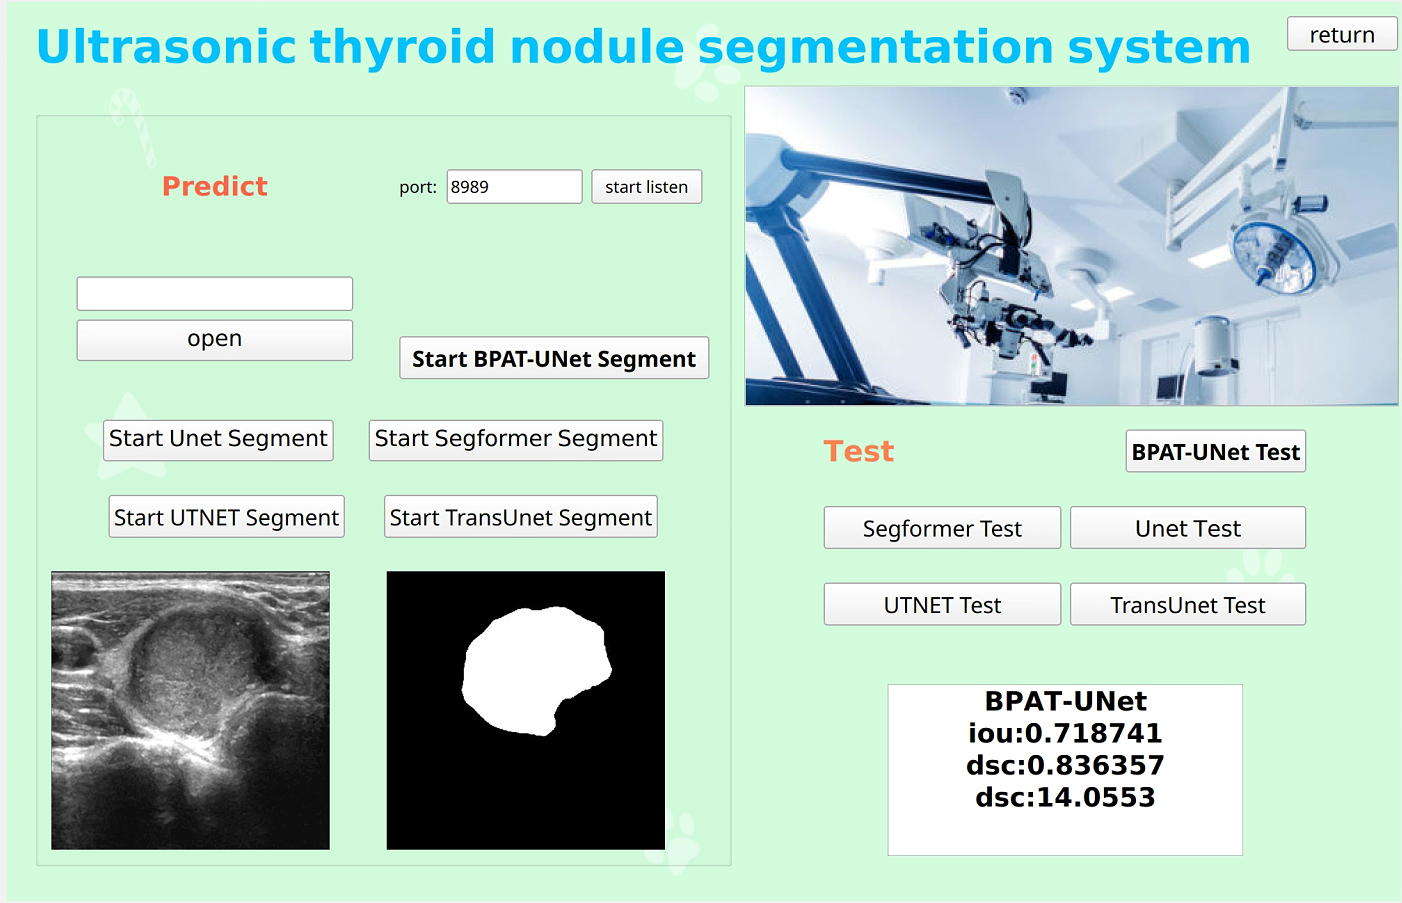 Ultrasonic thyroid nodule segmentation system
return
Predict
port:
8989
start listen
open
Start BPAT-UNet Segment
Start Unet Segment
Start Segformer Segment
Start UTNET Segment
Start TransUnet Segment
Test
BPAT-UNet Test
Segformer Test
Unet Test
UTNET Test
TransUnet Test
BPAT-UNet
iou:0.718741
dsc:0.836357
dsc:14.0553